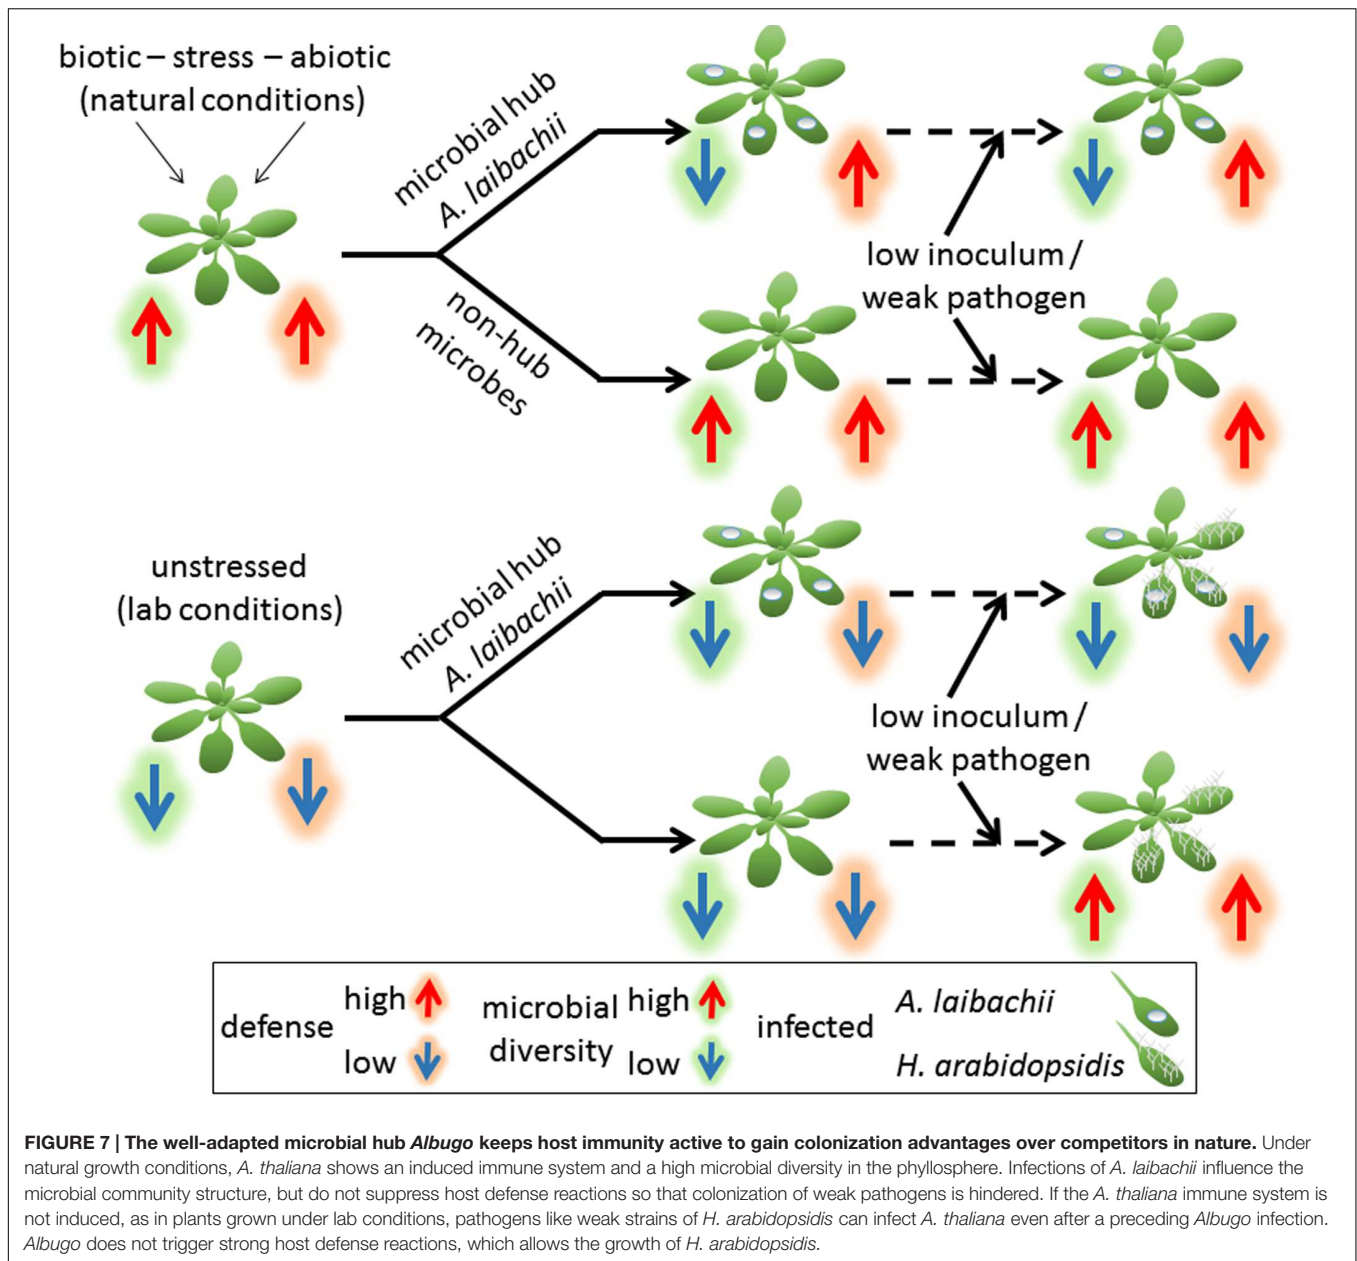 biotic – stress – abiotic
(natural conditions)
microbial hub
A. laibachii
non-hub
microbes
low inoculum /
weak pathogen
unstressed
(lab conditions)
microbial hub
A. laibachii
low inoculum /
weak pathogen
defense
high
low
microbial
diversity
high
low
infected
A. laibachii
H. arabidopsidis
FIGURE 7 | The well-adapted microbial hub Albugo keeps host immunity active to gain colonization advantages over competitors in nature. Under
natural growth conditions, A. thaliana shows an induced immune system and a high microbial diversity in the phyllosphere. Infections of A. laibachii influence the
microbial community structure, but do not suppress host defense reactions so that colonization of weak pathogens is hindered. If the A. thaliana immune system is
not induced, as in plants grown under lab conditions, pathogens like weak strains of H. arabidopsidis can infect A. thaliana even after a preceding Albugo infection.
Albugo does not trigger strong host defense reactions, which allows the growth of H. arabidopsidis.